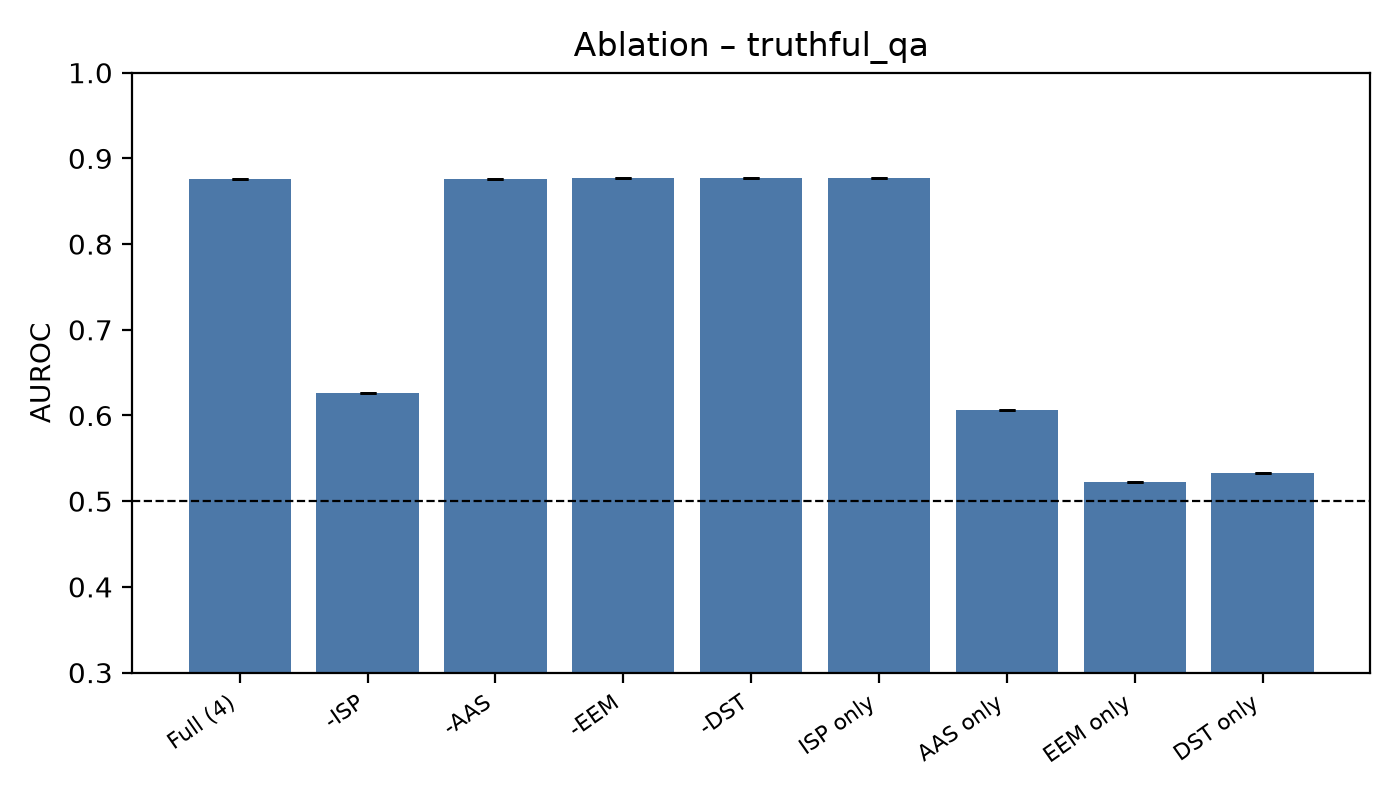 Ablation – truthful_qa
AUROC
1.0
0.9
0.8
0.7
0.6
0.5
0.4
0.3
Full (4)
-ISP
-AAS
-EEM
-DST
ISP only
AAS only
EEM only
DST only